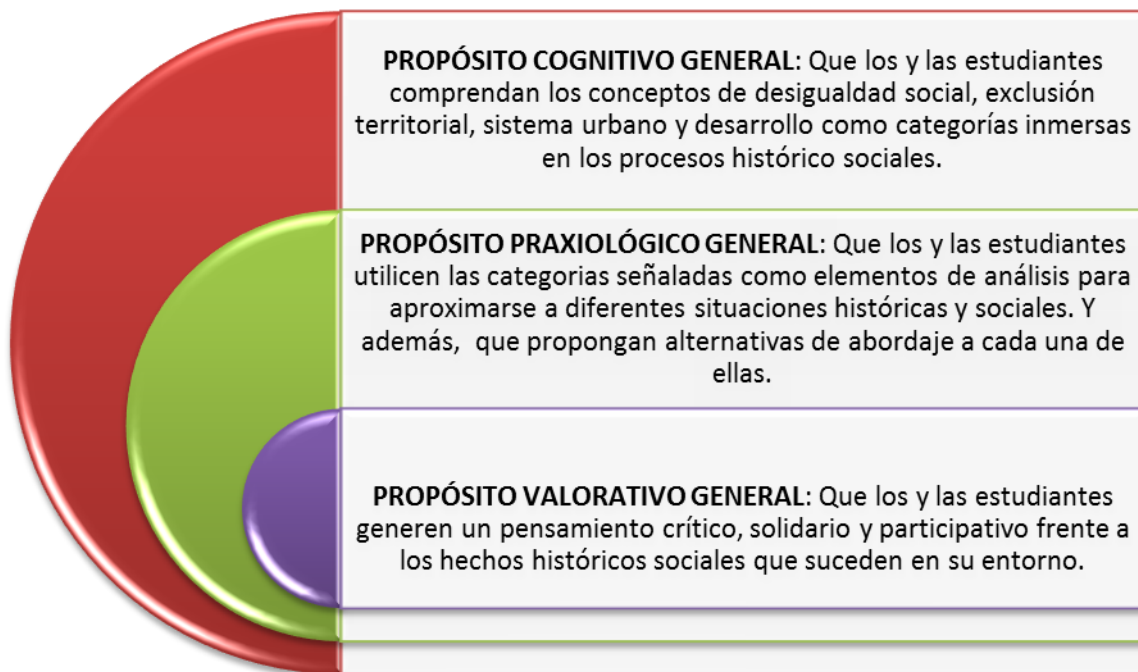 PROPÓSITO COGNITIVO GENERAL: Que los y las estudiantes
comprendan los conceptos de desigualdad social, exclusión
territorial, sistema urbano y desarrollo como categorías inmersas
en los procesos histórico sociales.
PROPÓSITO PRAXIOLÓGICO GENERAL: Que los y las estudiantes
utilicen las categorias señaladas como elementos de análisis para
aproximarse a diferentes situaciones históricas y sociales. Y
además, que propongan alternativas de abordaje a cada una de
ellas.
PROPÓSITO VALORATIVO GENERAL: Que los y las estudiantes
generen un pensamiento crítico, solidario y participativo frente a
los hechos históricos sociales que suceden en su entorno.